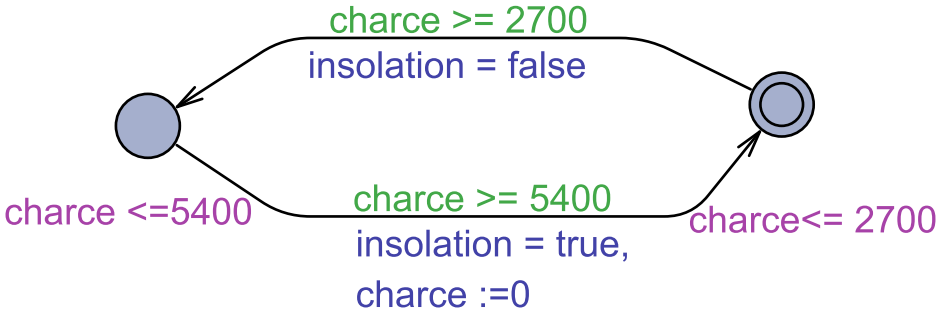 charce >= 2700
insolation = false
charce <=5400
charce >= 5400
charce<= 2700
insolation = true,
charce :=0